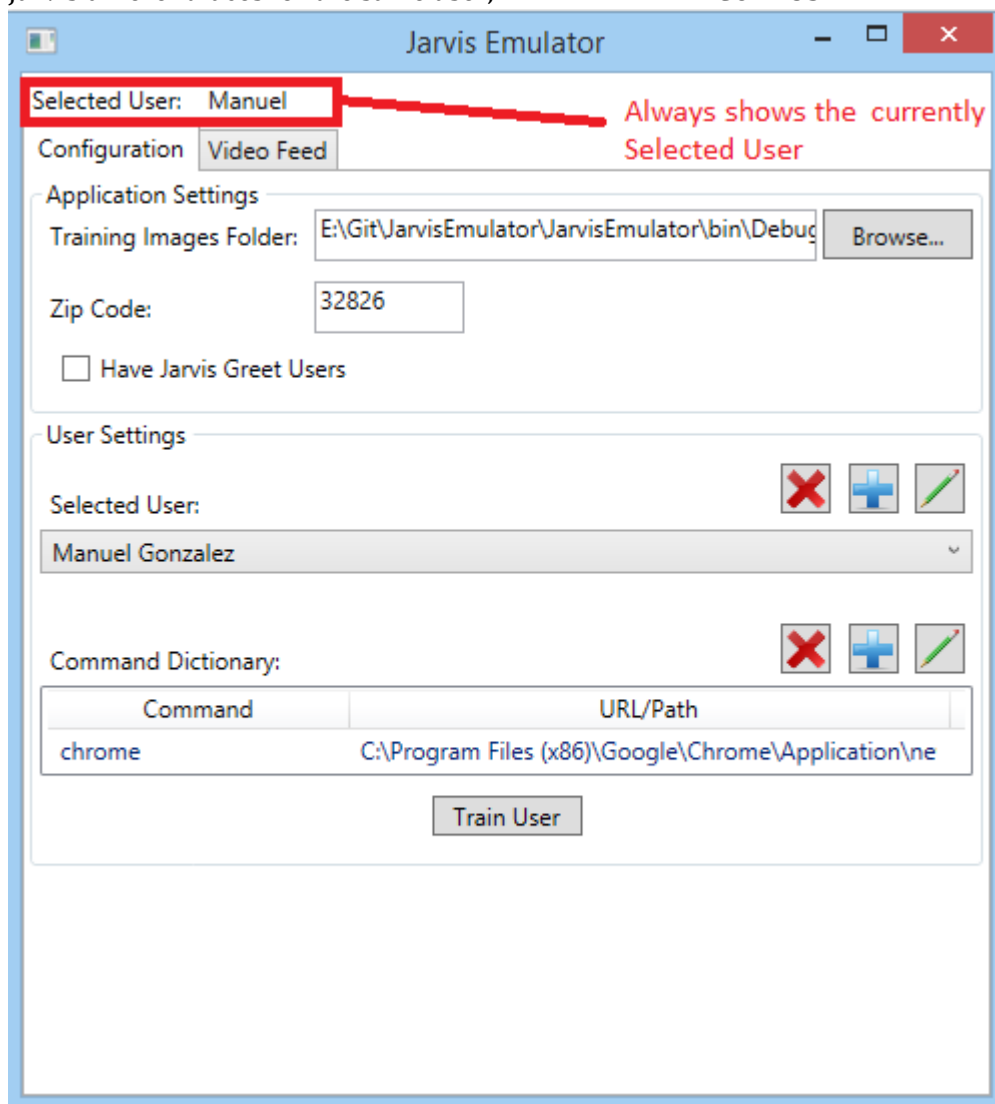 Jarvis Emulator
Selected User: Manuel
Always shows the currently
Selected User
Configuration Video Feed
Application Settings
Training Images Folder: E:\Git\JarvisEmulator\JarvisEmulator\bin\Debug Browse...
Zip Code: 32826
Have Jarvis Greet Users
User Settings
Selected User:
Manuel Gonzalez
Command Dictionary:
Command URL/Path
chrome C:\Program Files (x86)\Google\Chrome\Application\ne
Train User